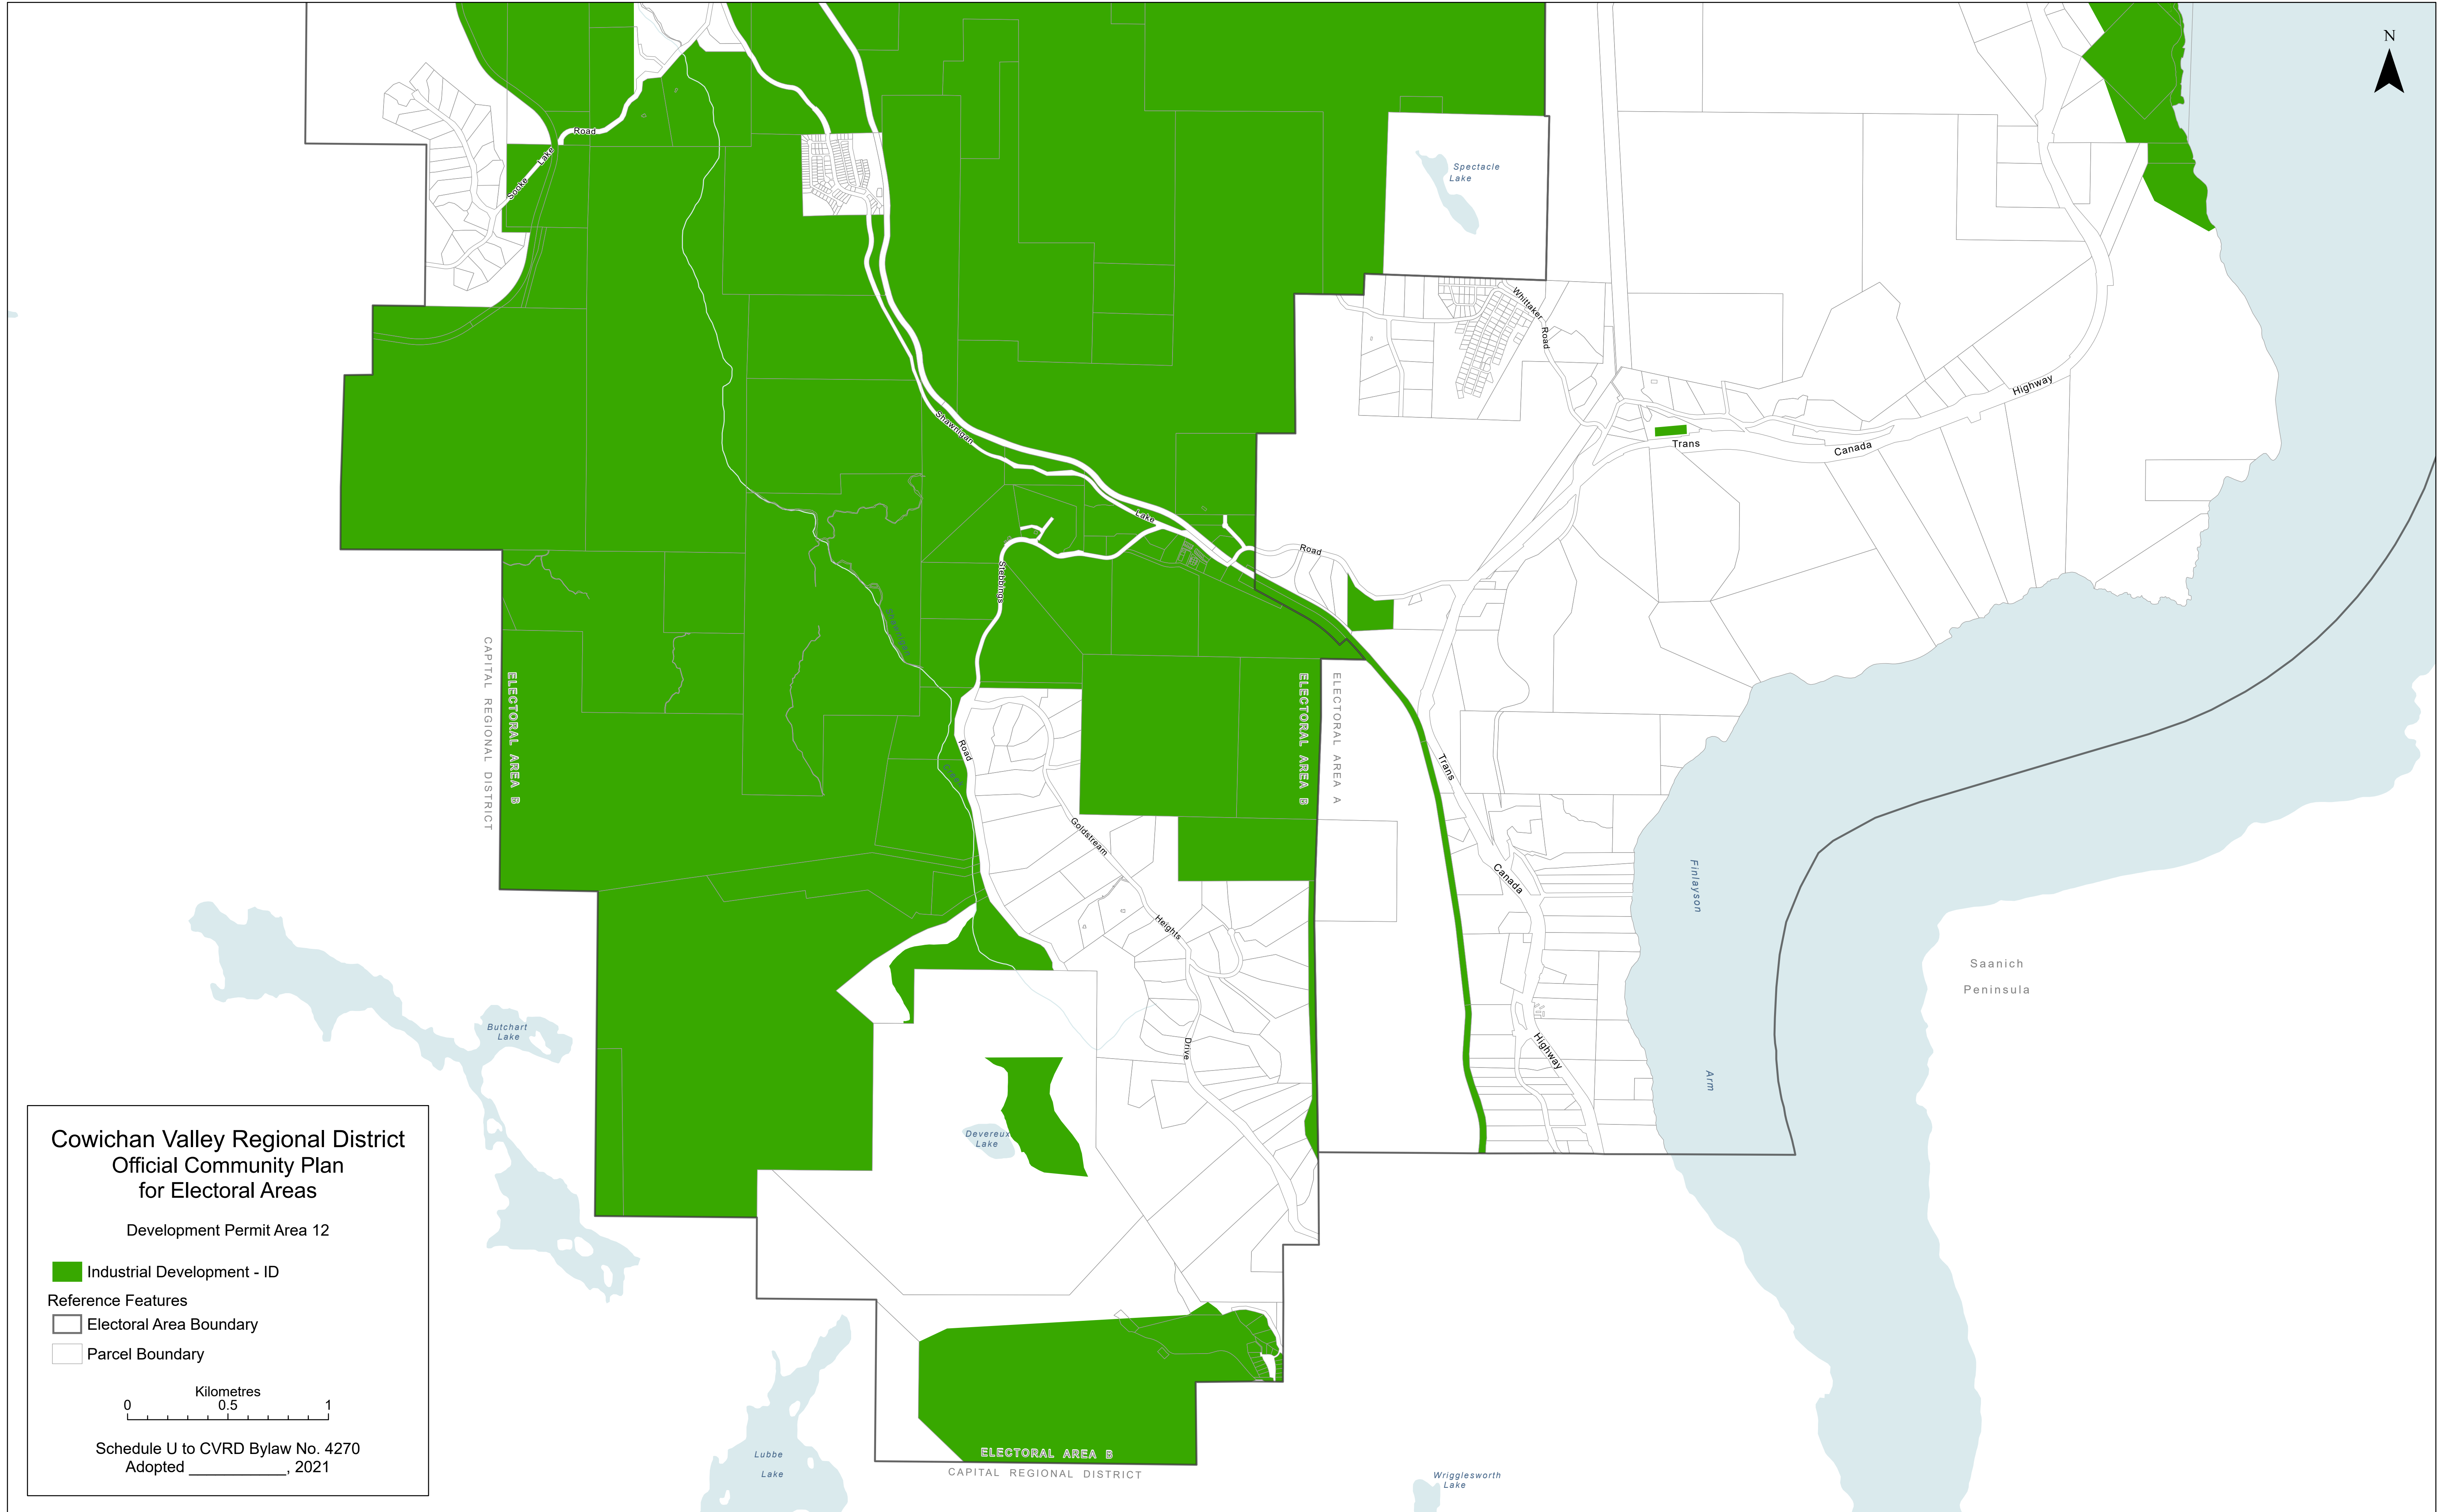 N
Spectacle
Lake
Road
Lake
Sooke
Whittaker
Road
Highway
Canada
Trans
Shawnigan
Lake
Road
Stebbings
Shawnigan
Creek
Road
CAPITAL REGIONAL DISTRICT
ELECTORAL AREA B
ELECTORAL AREA B
ELECTORAL AREA A
Trans
Canada
Highway
Goldstream
Heights
Drive
Finlayson
Arm
Saanich
Peninsula
Butchart
Lake
Devereux
Lake
Lubbe
Lake
Wrigglesworth
Lake
ELECTORAL AREA B
CAPITAL REGIONAL DISTRICT
Cowichan Valley Regional District
Official Community Plan
for Electoral Areas
Development Permit Area 12
Industrial Development - ID
Reference Features
Electoral Area Boundary
Parcel Boundary
Kilometres
0 0.5 1
Schedule U to CVRD Bylaw No. 4270
Adopted ____________, 2021